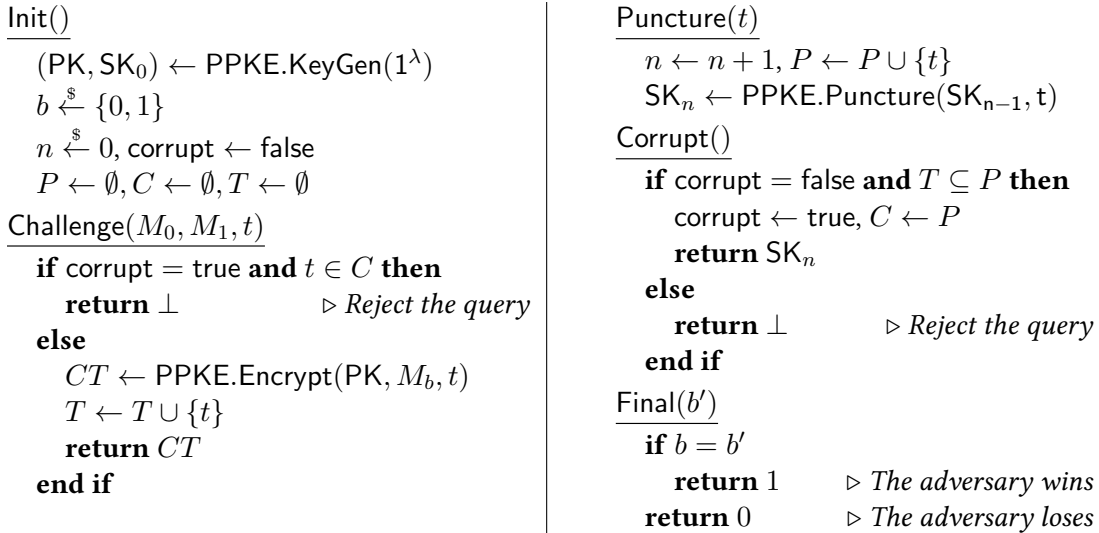 Init()
(PK, SK₀) ← PPKE.KeyGen(1^λ)
b ←$ {0, 1}
n ←$ 0, corrupt ← false
P ← ∅, C ← ∅, T ← ∅
Challenge(M₀, M₁, t)
if corrupt = true and t ∈ C then
return ⊥ ▷ Reject the query
else
CT ← PPKE.Encrypt(PK, M_b, t)
T ← T ∪ {t}
return CT
end if
Puncture(t)
n ← n + 1, P ← P ∪ {t}
SK_n ← PPKE.Puncture(SK_{n−1}, t)
Corrupt()
if corrupt = false and T ⊆ P then
corrupt ← true, C ← P
return SK_n
else
return ⊥ ▷ Reject the query
end if
Final(b′)
if b = b′
return 1 ▷ The adversary wins
return 0 ▷ The adversary loses